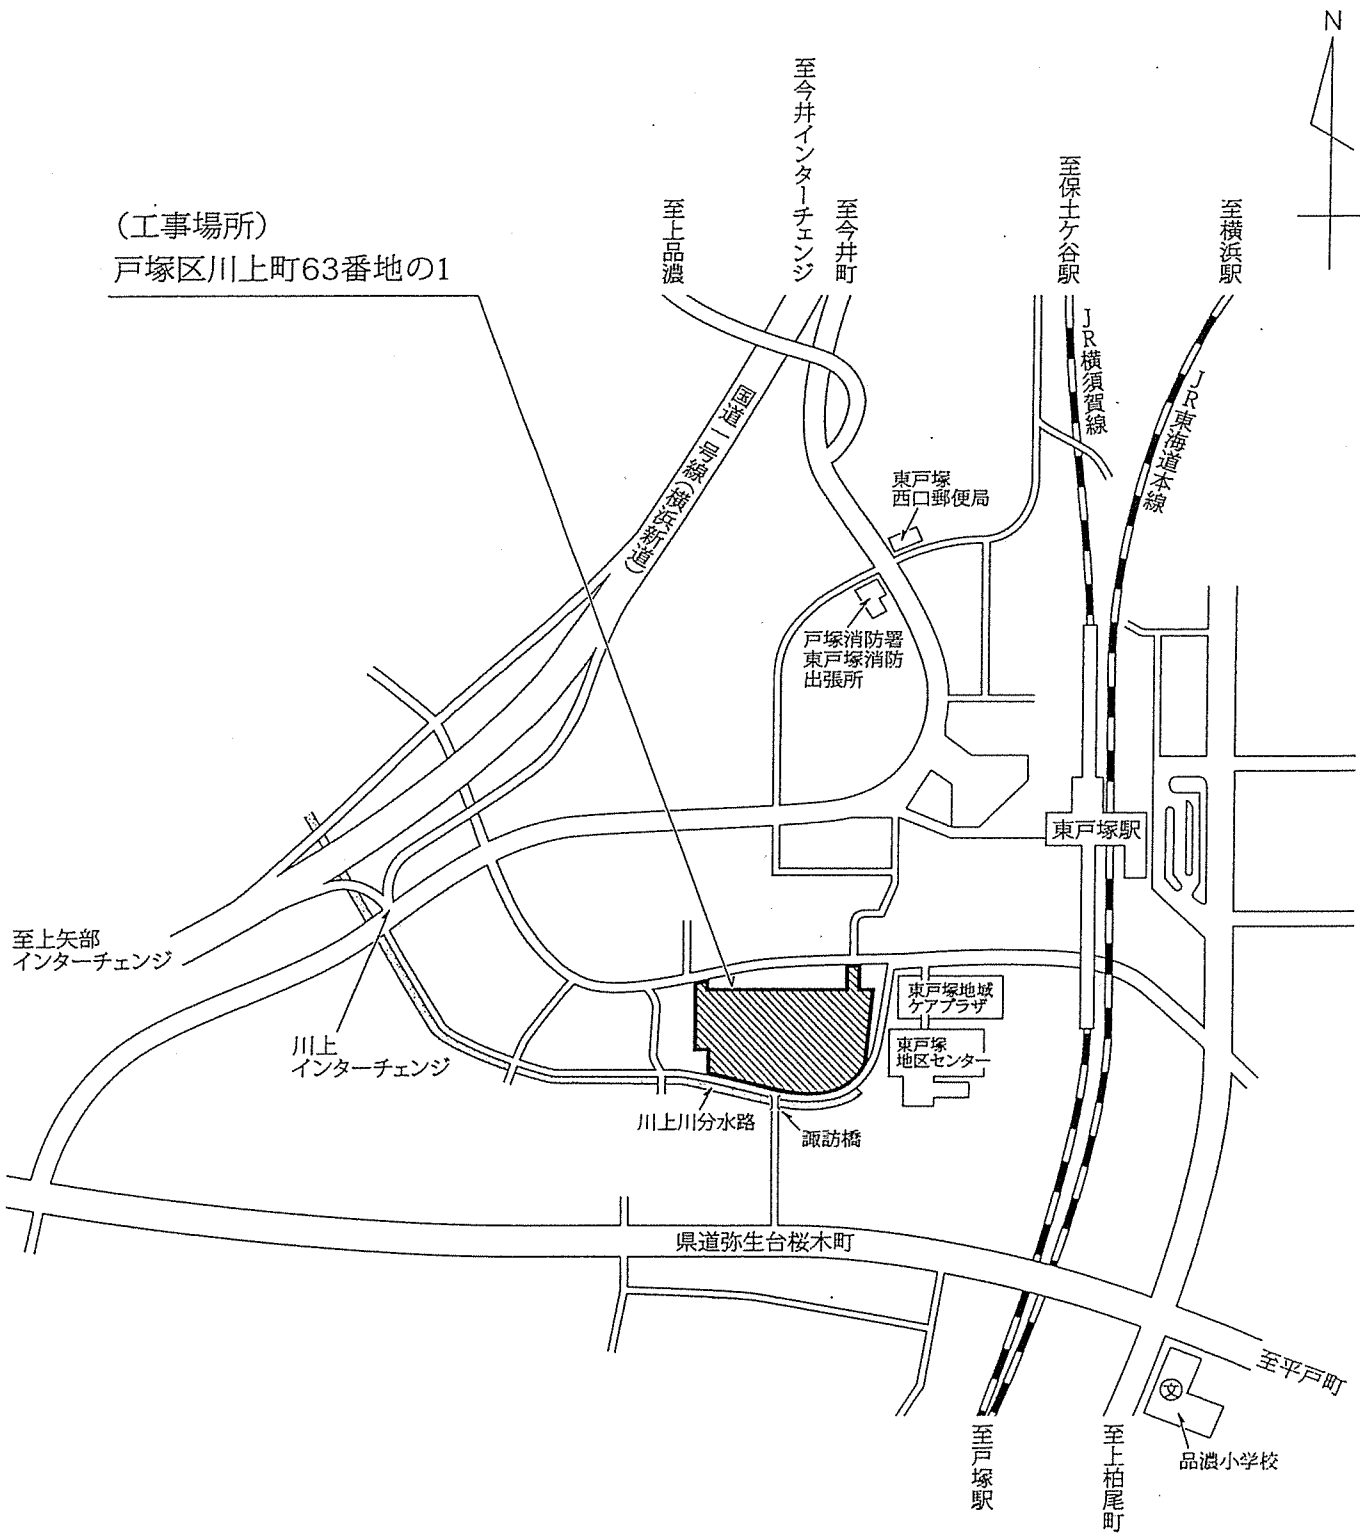 N
至今井インターチェンジ
至保土ケ谷駅
至上品濃
至今井町
至横浜駅
(工事場所)
戸塚区川上町63番地の1
JR横須賀線
JR東海道本線
国道一号線(横浜新道)
東戸塚
西口郵便局
戸塚消防署
東戸塚消防
出張所
東戸塚駅
至上矢部
インターチェンジ
川上
インターチェンジ
東戸塚地域
ケアプラザ
東戸塚
地区センター
川上川分水路
諏訪橋
県道弥生台桜木町
至平戸町
文
品濃小学校
至戸塚駅
至上柏尾町